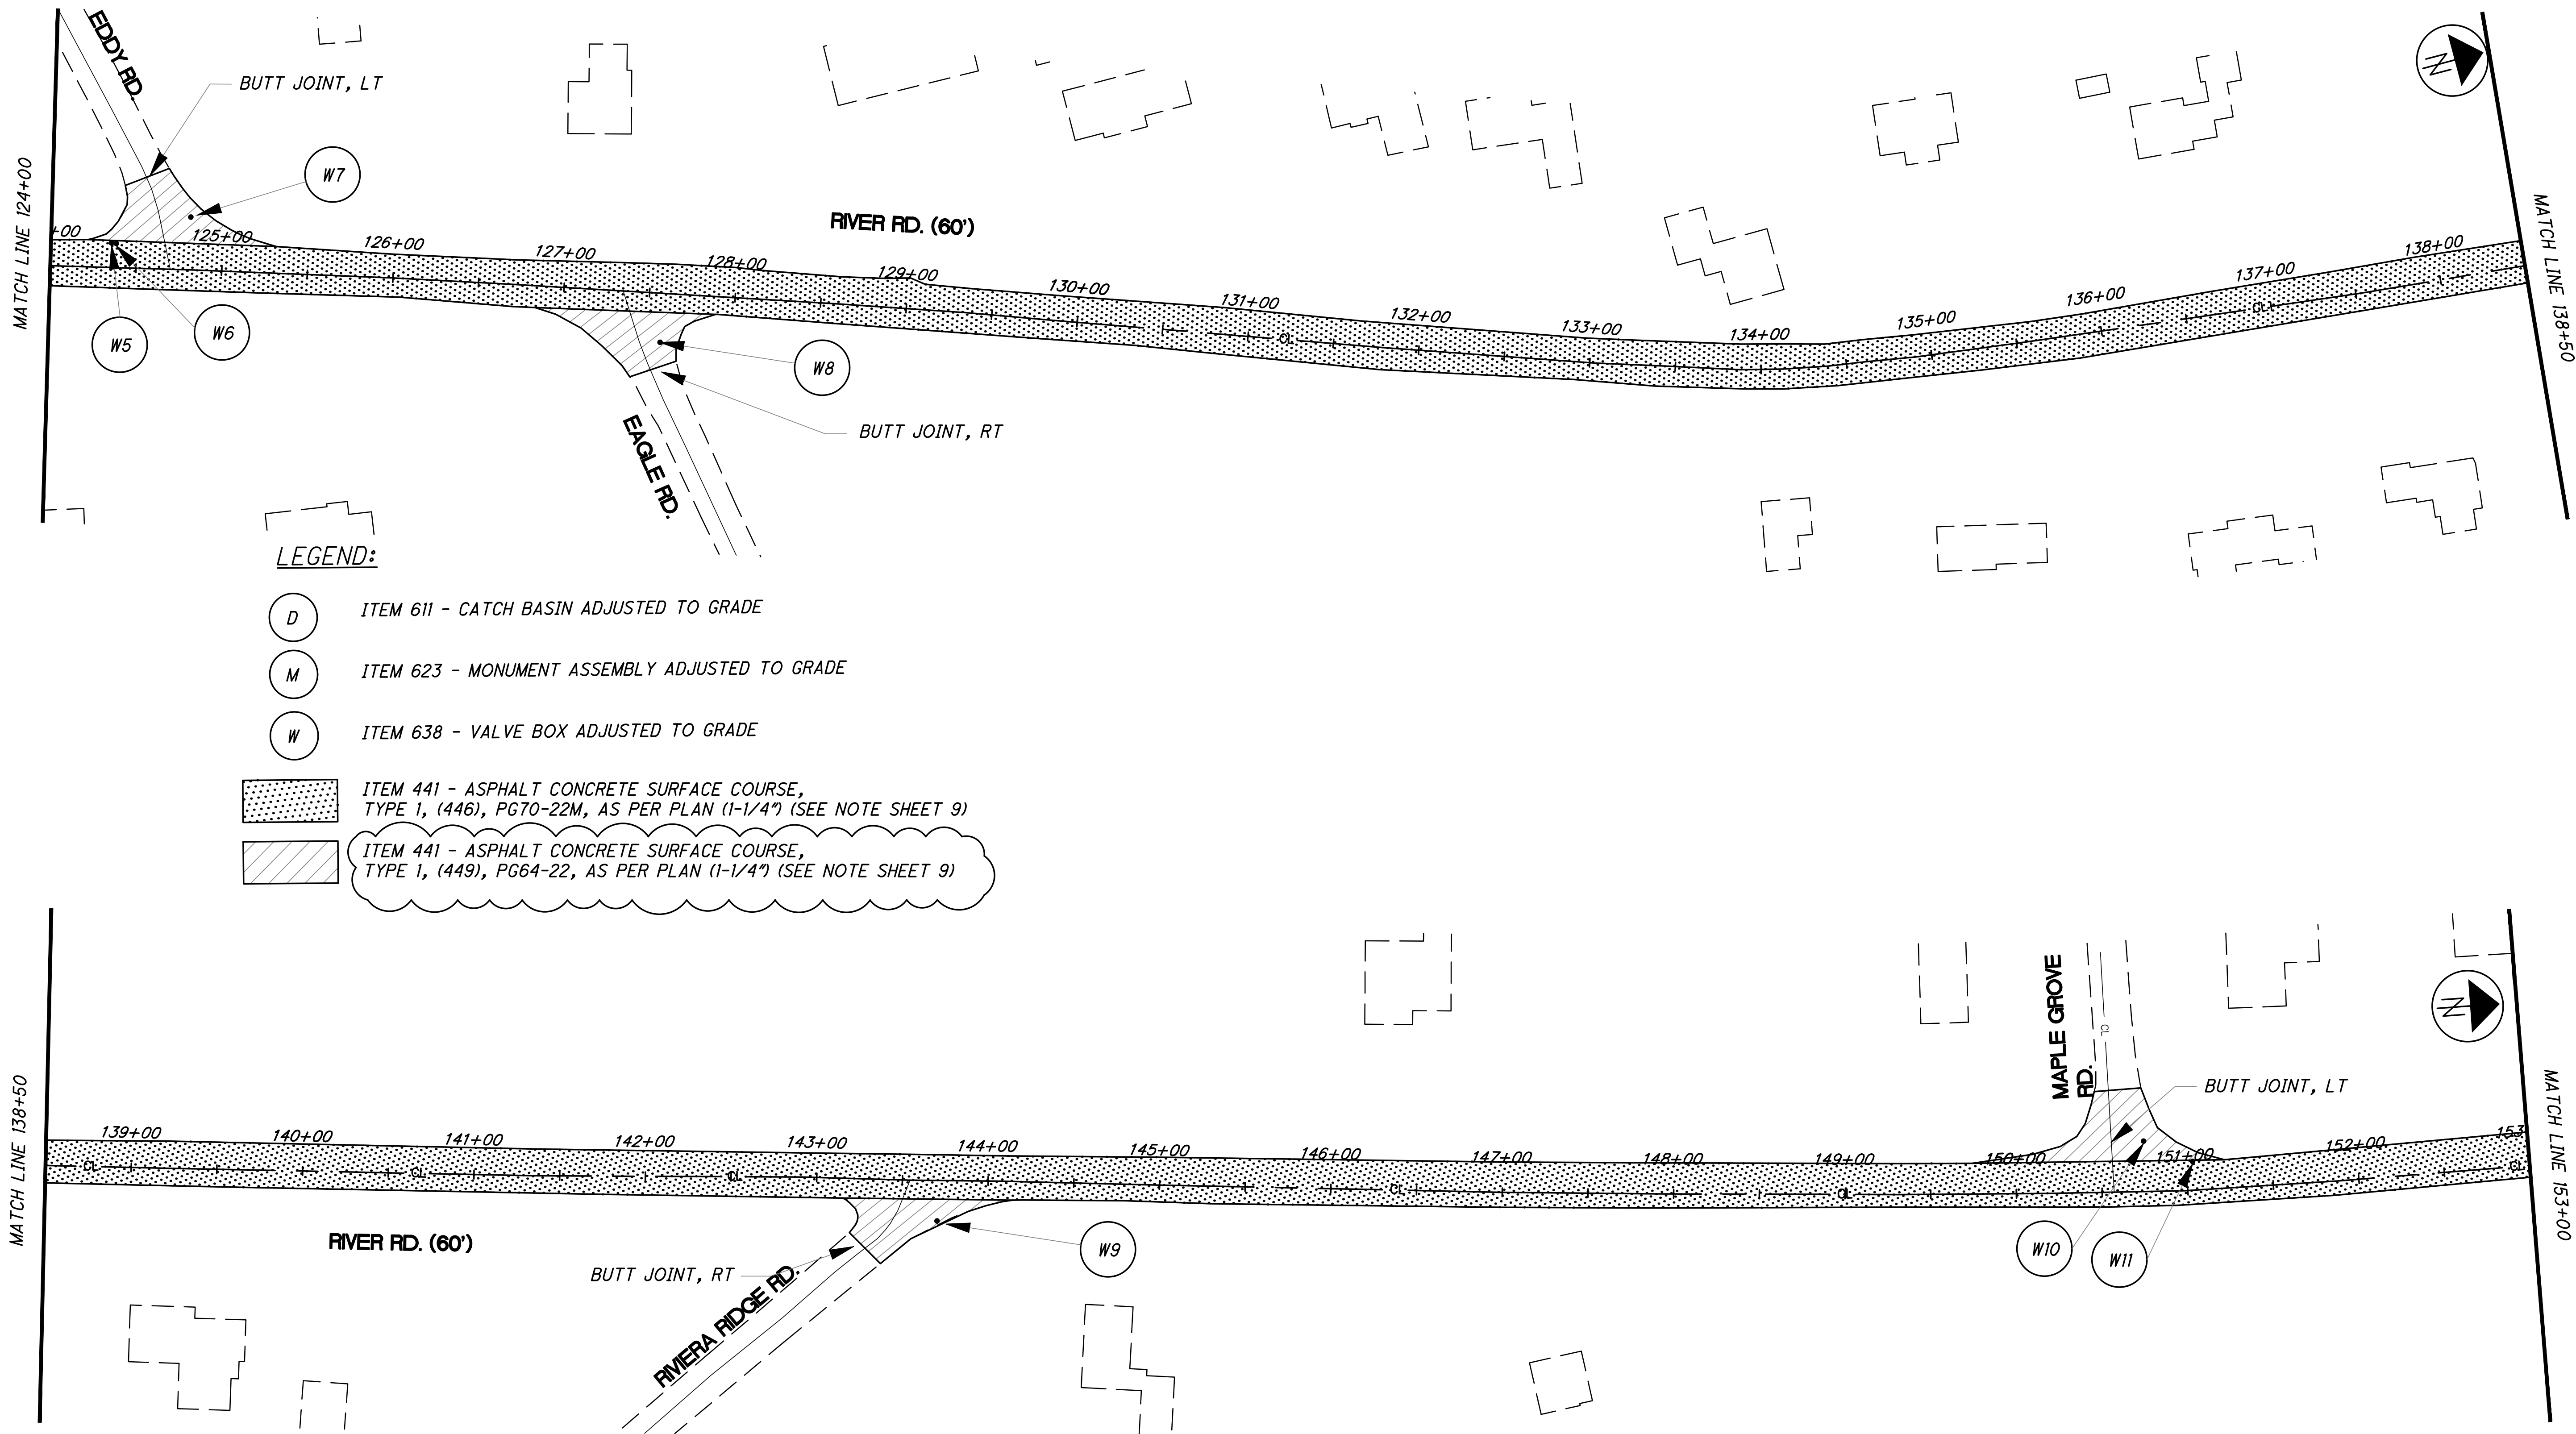 EDDY RD.
BUTT JOINT, LT
W7
MATCH LINE 124+00
+00
125+00
126+00
127+00
128+00
129+00
130+00
131+00
132+00
133+00
134+00
135+00
136+00
137+00
138+00
RIVER RD. (60')
N
MATCH LINE 138+50
CL
CL
W5
W6
W8
BUTT JOINT, RT
EAGLE RD.
LEGEND:
D
ITEM 611 - CATCH BASIN ADJUSTED TO GRADE
M
ITEM 623 - MONUMENT ASSEMBLY ADJUSTED TO GRADE
W
ITEM 638 - VALVE BOX ADJUSTED TO GRADE
ITEM 441 - ASPHALT CONCRETE SURFACE COURSE,
TYPE 1, (446), PG70-22M, AS PER PLAN (1-1/4") (SEE NOTE SHEET 9)
ITEM 441 - ASPHALT CONCRETE SURFACE COURSE,
TYPE 1, (449), PG64-22, AS PER PLAN (1-1/4") (SEE NOTE SHEET 9)
MAPLE GROVE
RD.
CL
N
BUTT JOINT, LT
MATCH LINE 138+50
139+00
140+00
141+00
142+00
143+00
144+00
145+00
146+00
147+00
148+00
149+00
150+00
151+00
152+00
153
CL
CL
CL
CL
CL
CL
MATCH LINE 153+00
RIVER RD. (60')
W9
W10
W11
BUTT JOINT, RT
RIVIERA RIDGE RD.